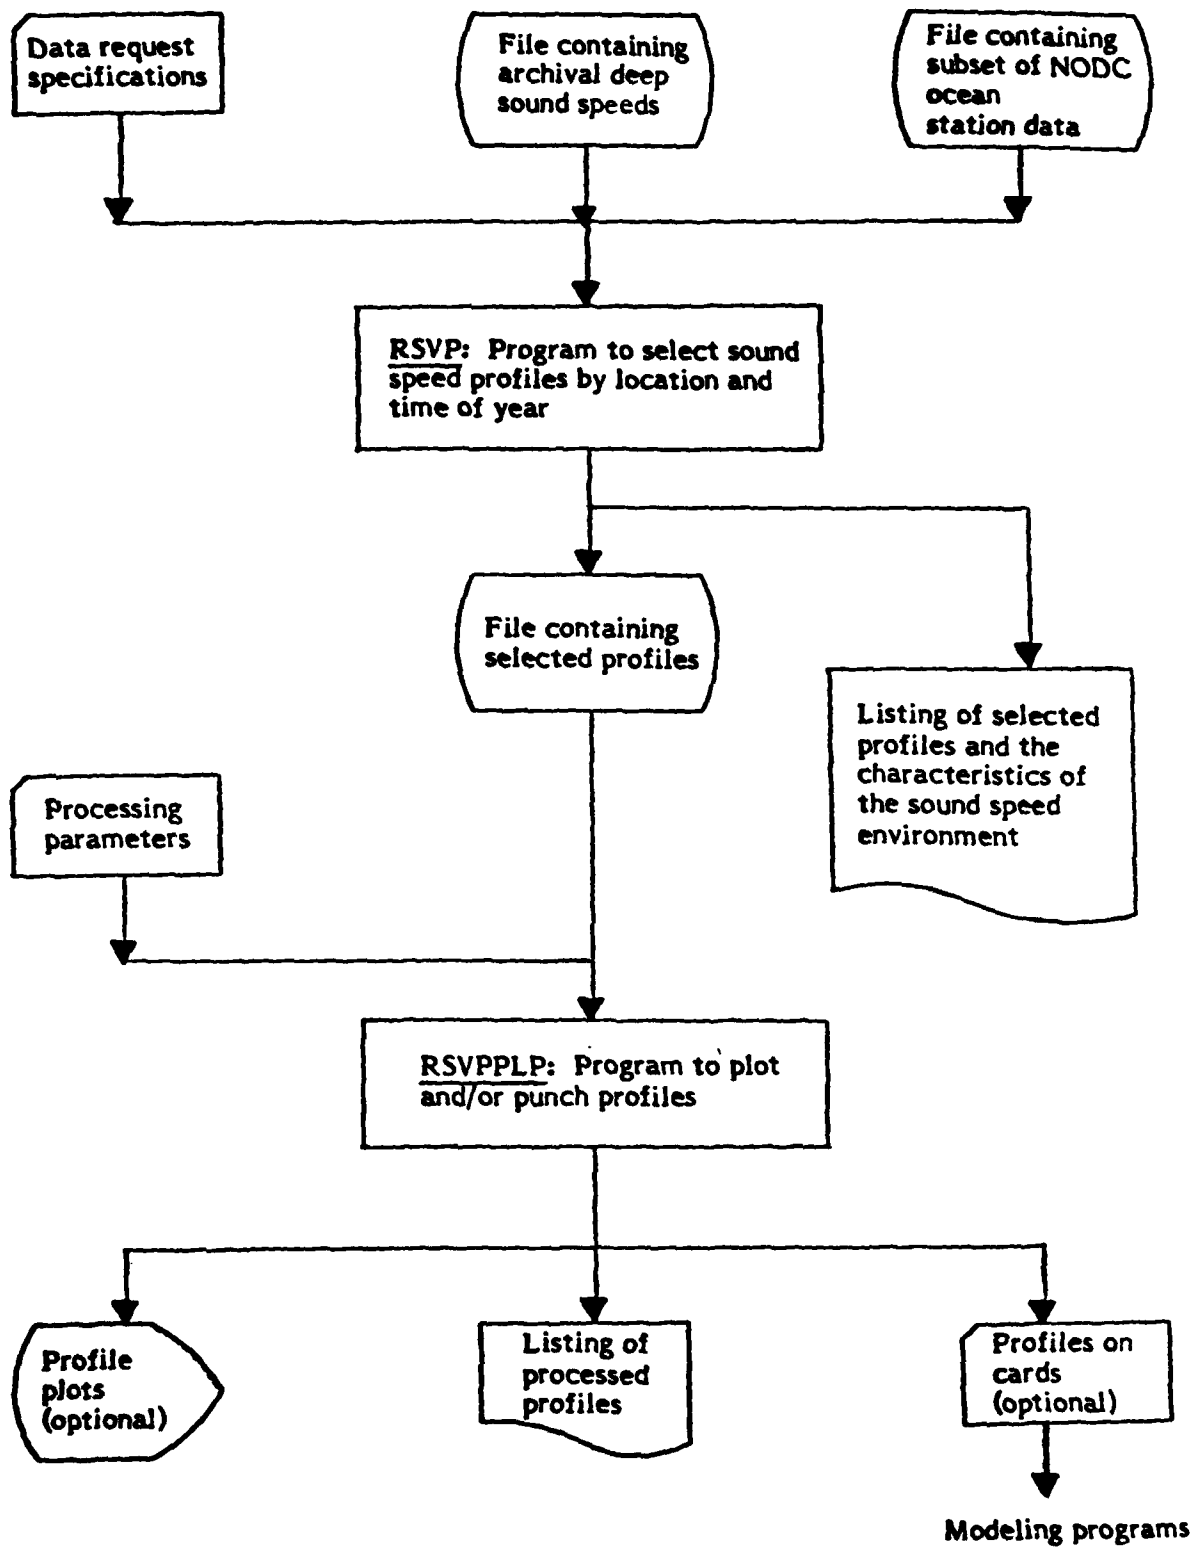 Data request
specifications
File containing
archival deep
sound speeds
File containing
subset of NODC
ocean
station data
RSVP: Program to select sound
speed profiles by location and
time of year
File containing
selected profiles
Listing of selected
profiles and the
characteristics of
the sound speed
environment
Processing
parameters
RSVPPLP: Program to plot
and/or punch profiles
Profile
plots
(optional)
Listing of
processed
profiles
Profiles on
cards
(optional)
Modeling programs